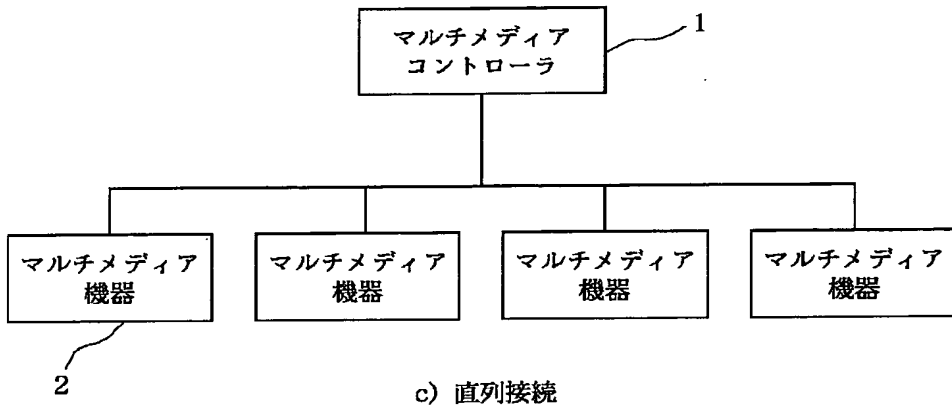 マルチメディア
コントローラ
1
マルチメディア
機器
マルチメディア
機器
マルチメディア
機器
マルチメディア
機器
2
c) 直列接続